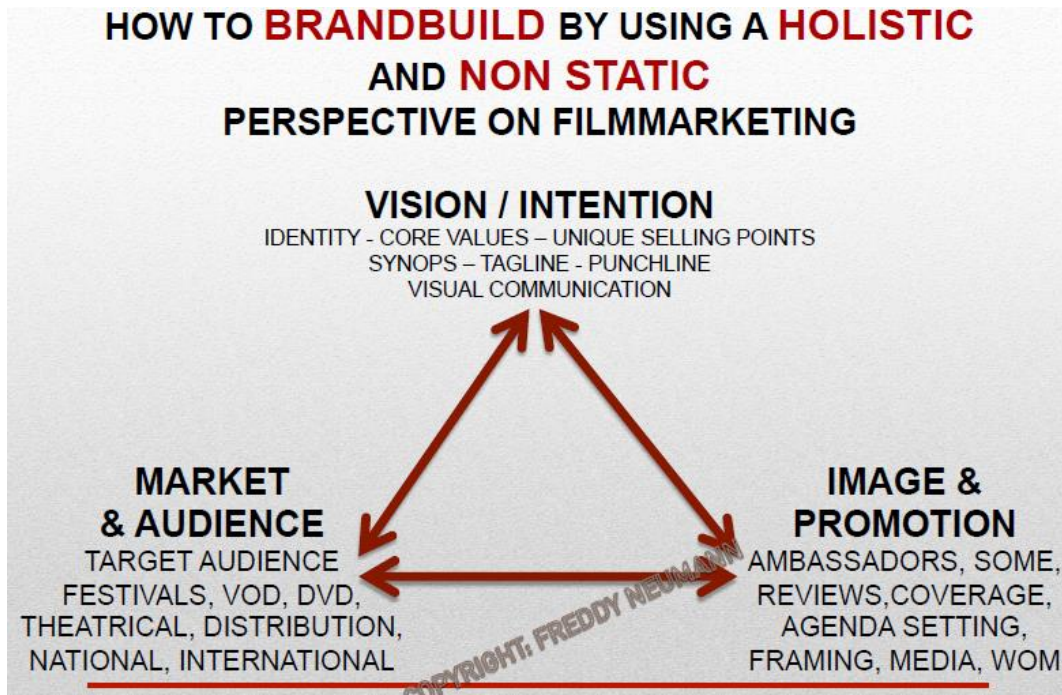 HOW TO BRANDBUILD BY USING A HOLISTIC
AND NON STATIC
PERSPECTIVE ON FILMMARKETING
VISION / INTENTION
IDENTITY - CORE VALUES – UNIQUE SELLING POINTS
SYNOPS – TAGLINE - PUNCHLINE
VISUAL COMMUNICATION
MARKET
& AUDIENCE
TARGET AUDIENCE
FESTIVALS, VOD, DVD,
THEATRICAL, DISTRIBUTION,
NATIONAL, INTERNATIONAL
IMAGE &
PROMOTION
AMBASSADORS, SOME,
REVIEWS,COVERAGE,
AGENDA SETTING,
FRAMING, MEDIA, WOM
COPYRIGHT: FREDDY NEUMANN